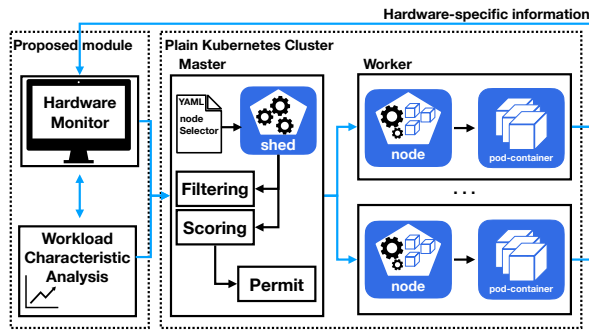 Hardware-specific information
Proposed module
Plain Kubernetes Cluster
Hardware
Monitor
Workload
Characteristic
Analysis
Master
YAML
node
Selector
shed
Filtering
Scoring
Permit
Worker
node
pod-container
...
node
pod-container